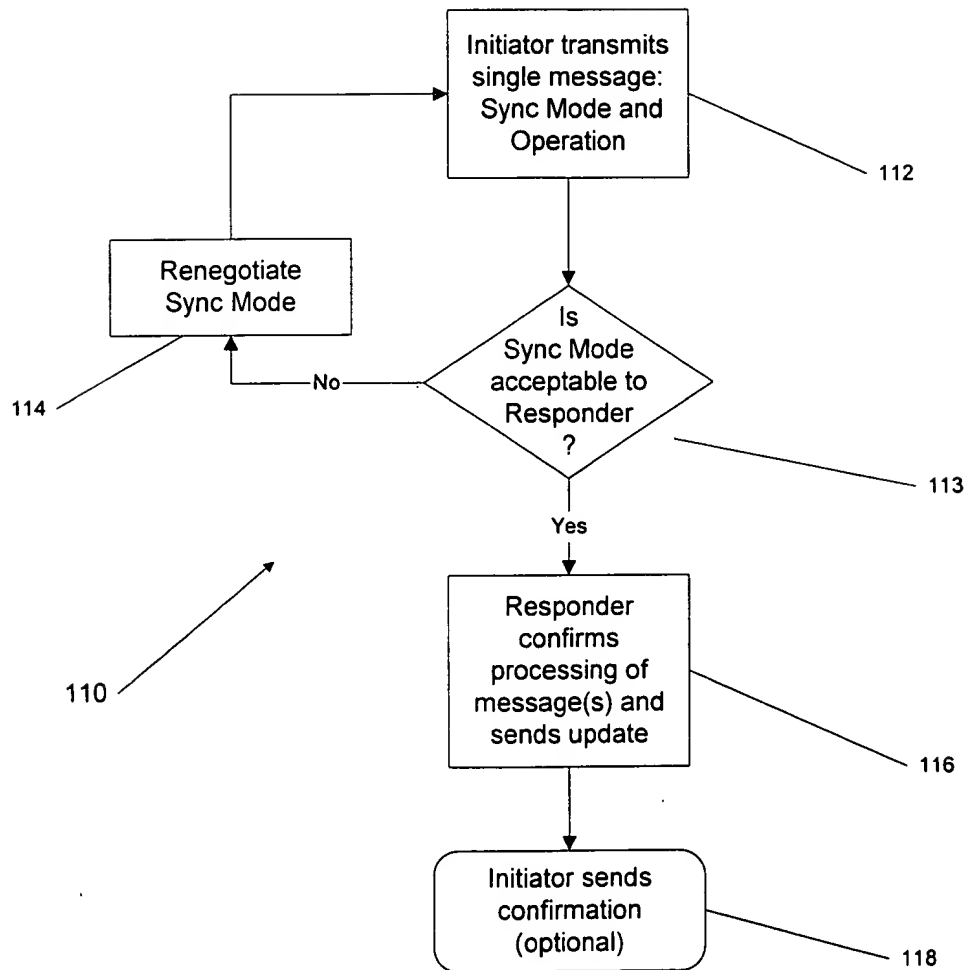 Initiator transmits
single message:
Sync Mode and
Operation
112
Renegotiate
Sync Mode
114
Is
Sync Mode
acceptable to
Responder
?
No
113
Yes
110
Responder
confirms
processing of
message(s) and
sends update
116
Initiator sends
confirmation
(optional)
118